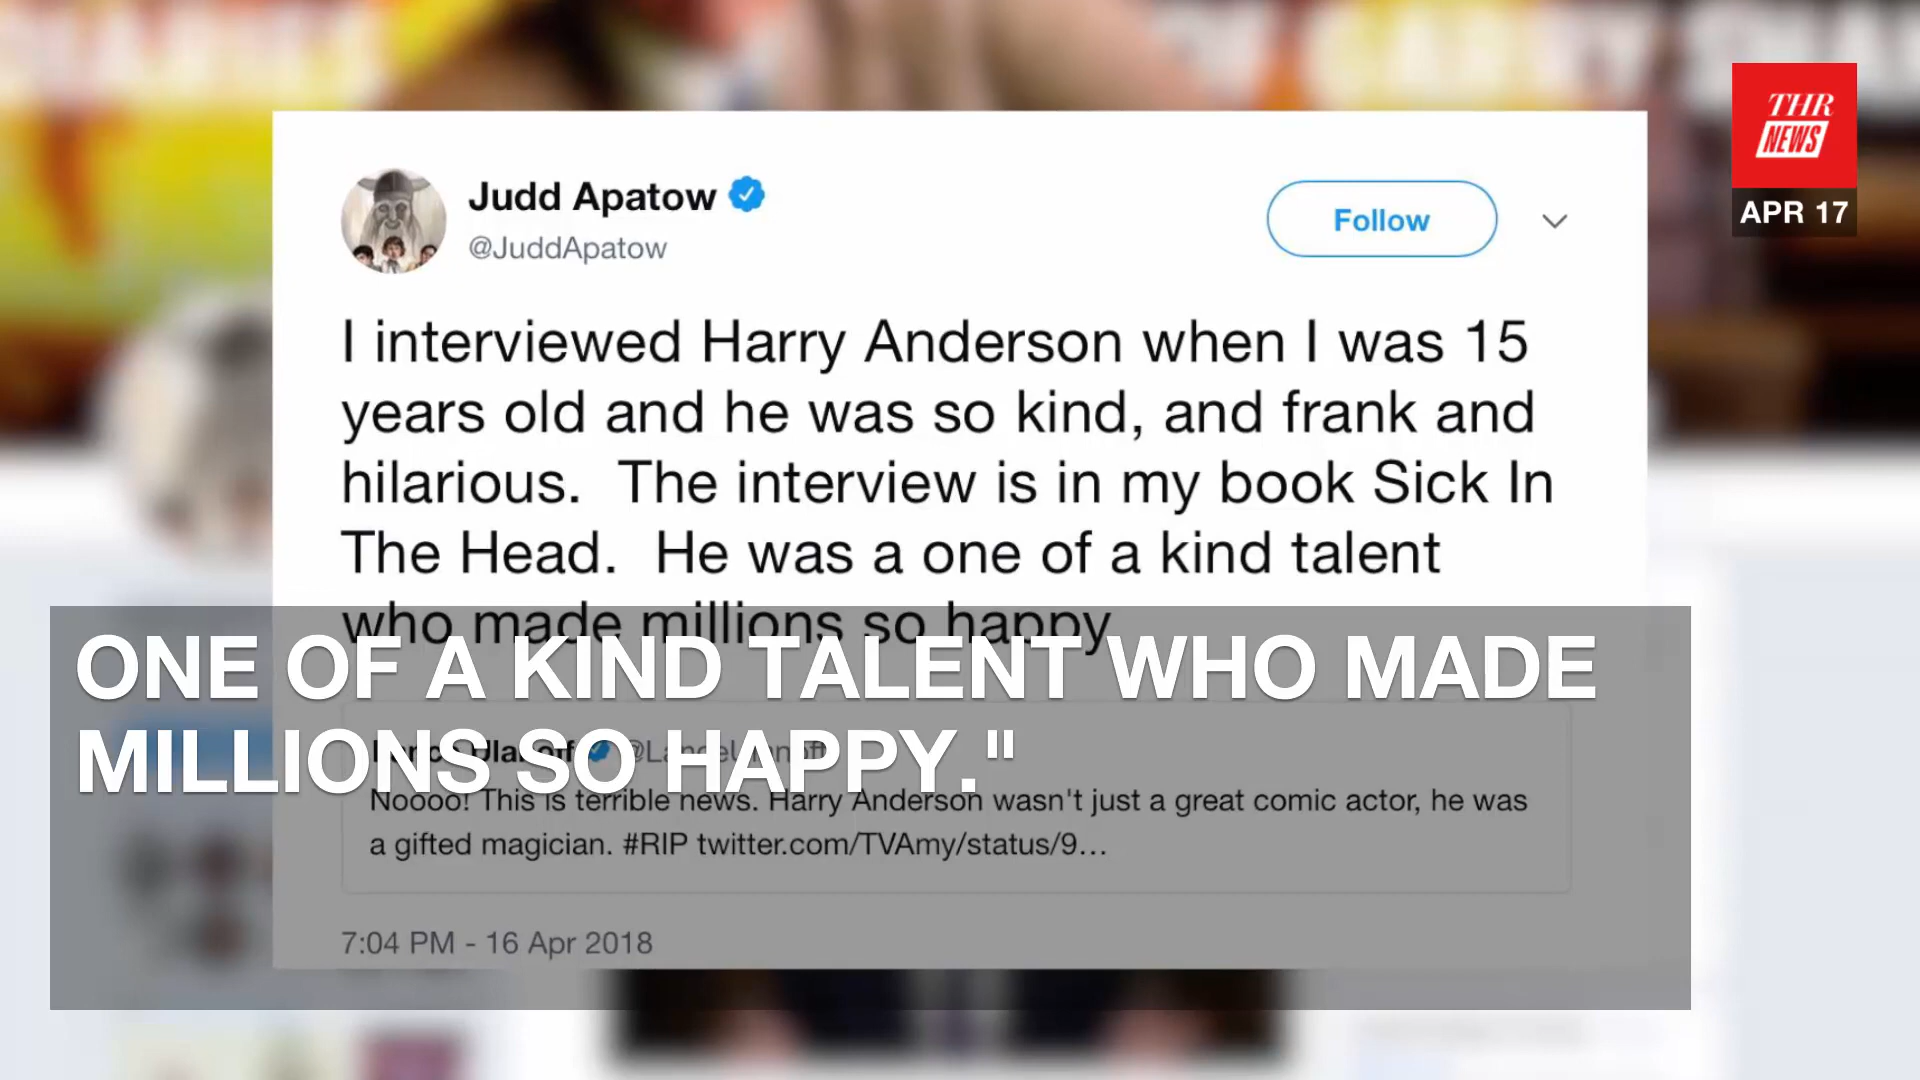 THR
NEWS
APR 17
Judd Apatow
@JuddApatow
Follow
I interviewed Harry Anderson when I was 15
years old and he was so kind, and frank and
hilarious.  The interview is in my book Sick In
The Head.  He was a one of a kind talent
who made millions so happy
ONE OF A KIND TALENT WHO MADE
MILLIONS SO HAPPY."
Lance Ulanoff @LanceUlanoff
Noooo! This is terrible news. Harry Anderson wasn't just a great comic actor, he was
a gifted magician. #RIP twitter.com/TVAmy/status/9…
7:04 PM - 16 Apr 2018